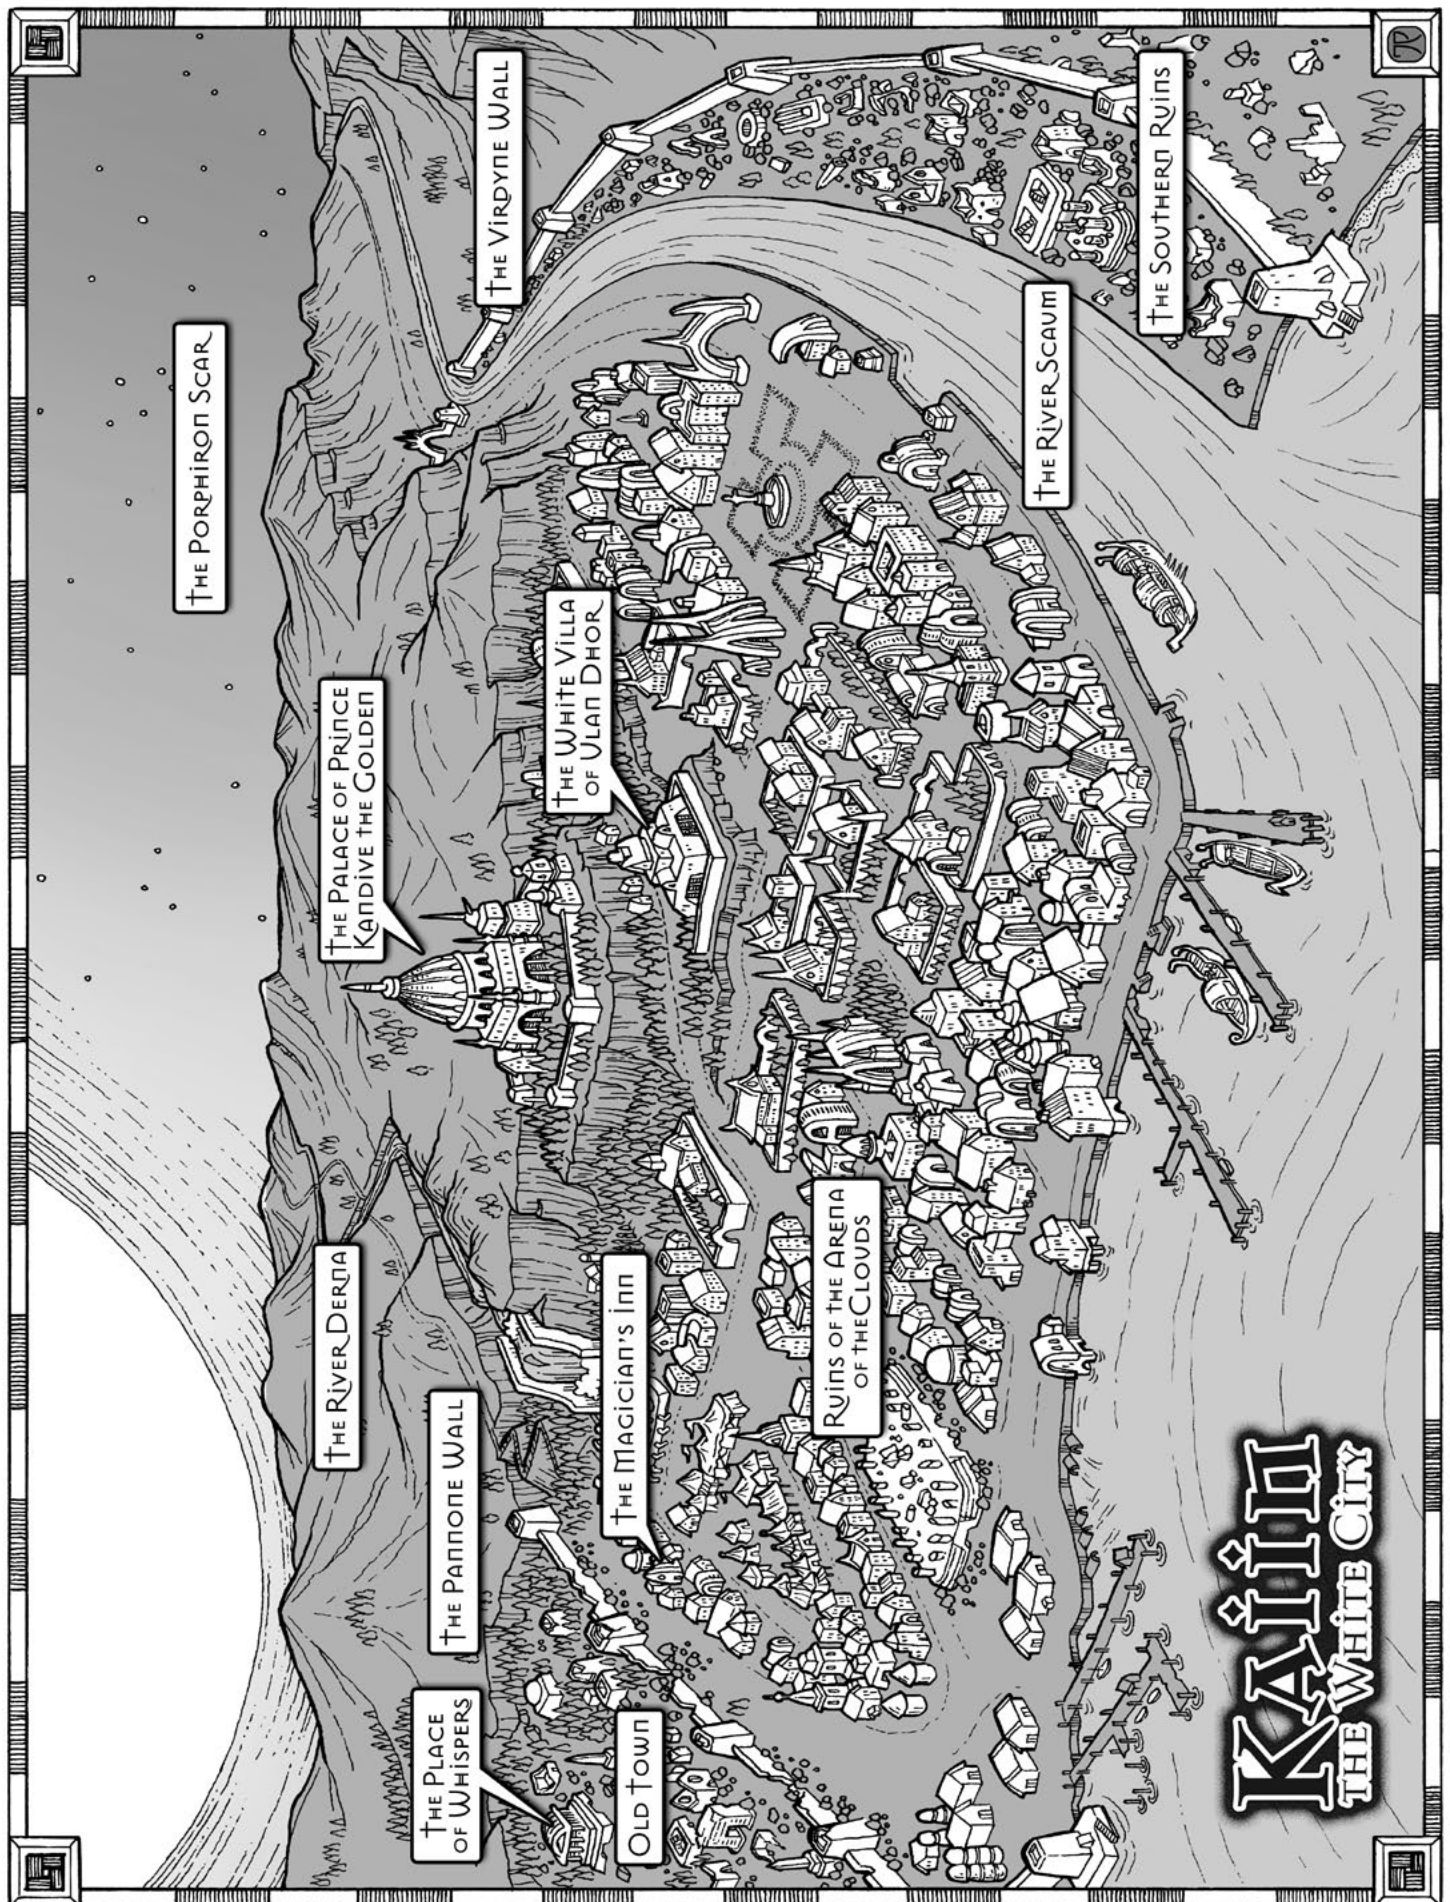 The Place
of Whispers
Old Town
The Pannone Wall
The River Derna
The Magician's Inn
Ruins of the Arena
of the Clouds
The Palace of Prince
Kandive the Golden
The White Villa
of Ulan Dhor
The Porphiron Scar
The Virdyne Wall
The River Scaum
The Southern Ruins
Kaiin
The White City